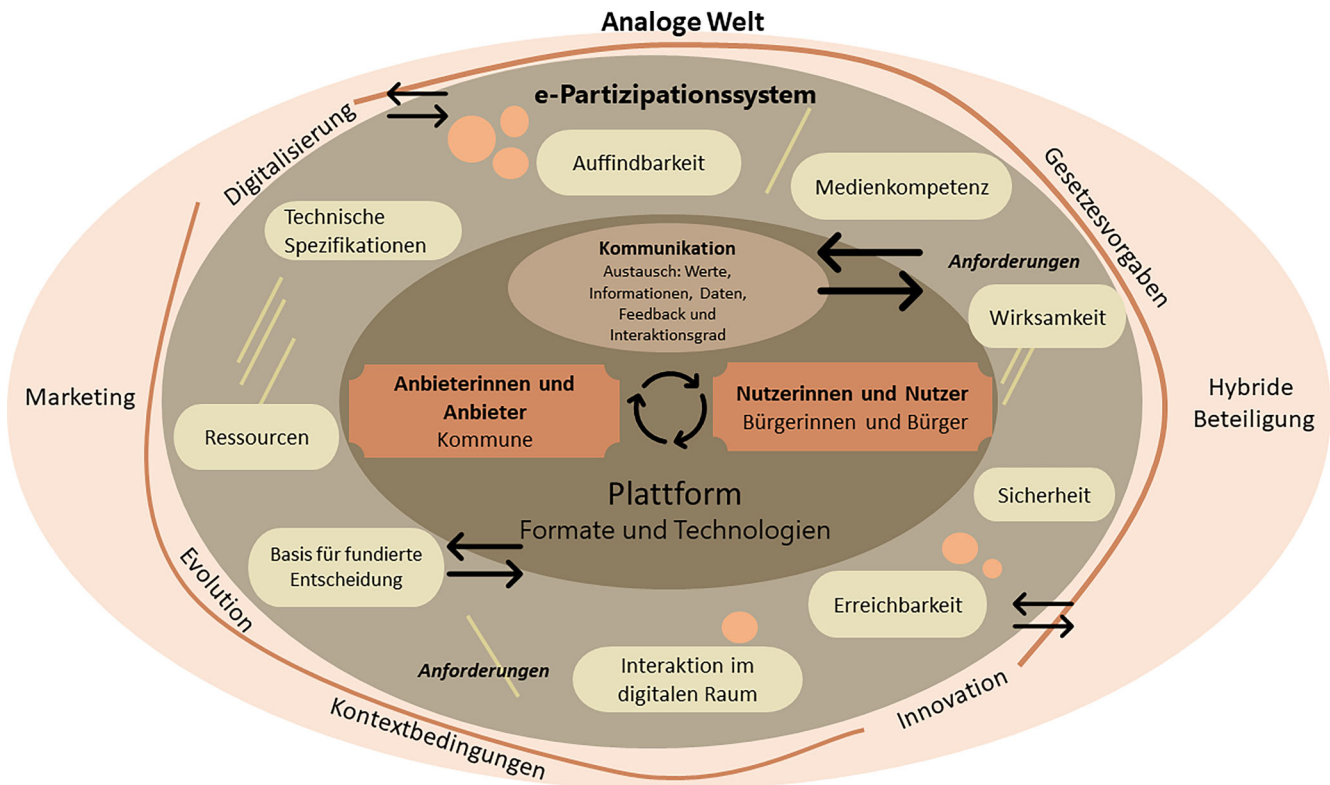 Analoge Welt
e-Partizipationssystem
Digitalisierung
Auffindbarkeit
Medienkompetenz
Gesetzesvorgaben
Technische
Spezifikationen
Kommunikation
Austausch: Werte,
Informationen, Daten,
Feedback und
Interaktionsgrad
Anforderungen
Wirksamkeit
Marketing
Anbieterinnen und
Anbieter
Kommune
Nutzerinnen und Nutzer
Bürgerinnen und Bürger
Hybride
Beteiligung
Ressourcen
Plattform
Formate und Technologien
Sicherheit
Basis für fundierte
Entscheidung
Evolution
Erreichbarkeit
Anforderungen
Interaktion im
digitalen Raum
Innovation
Kontextbedingungen